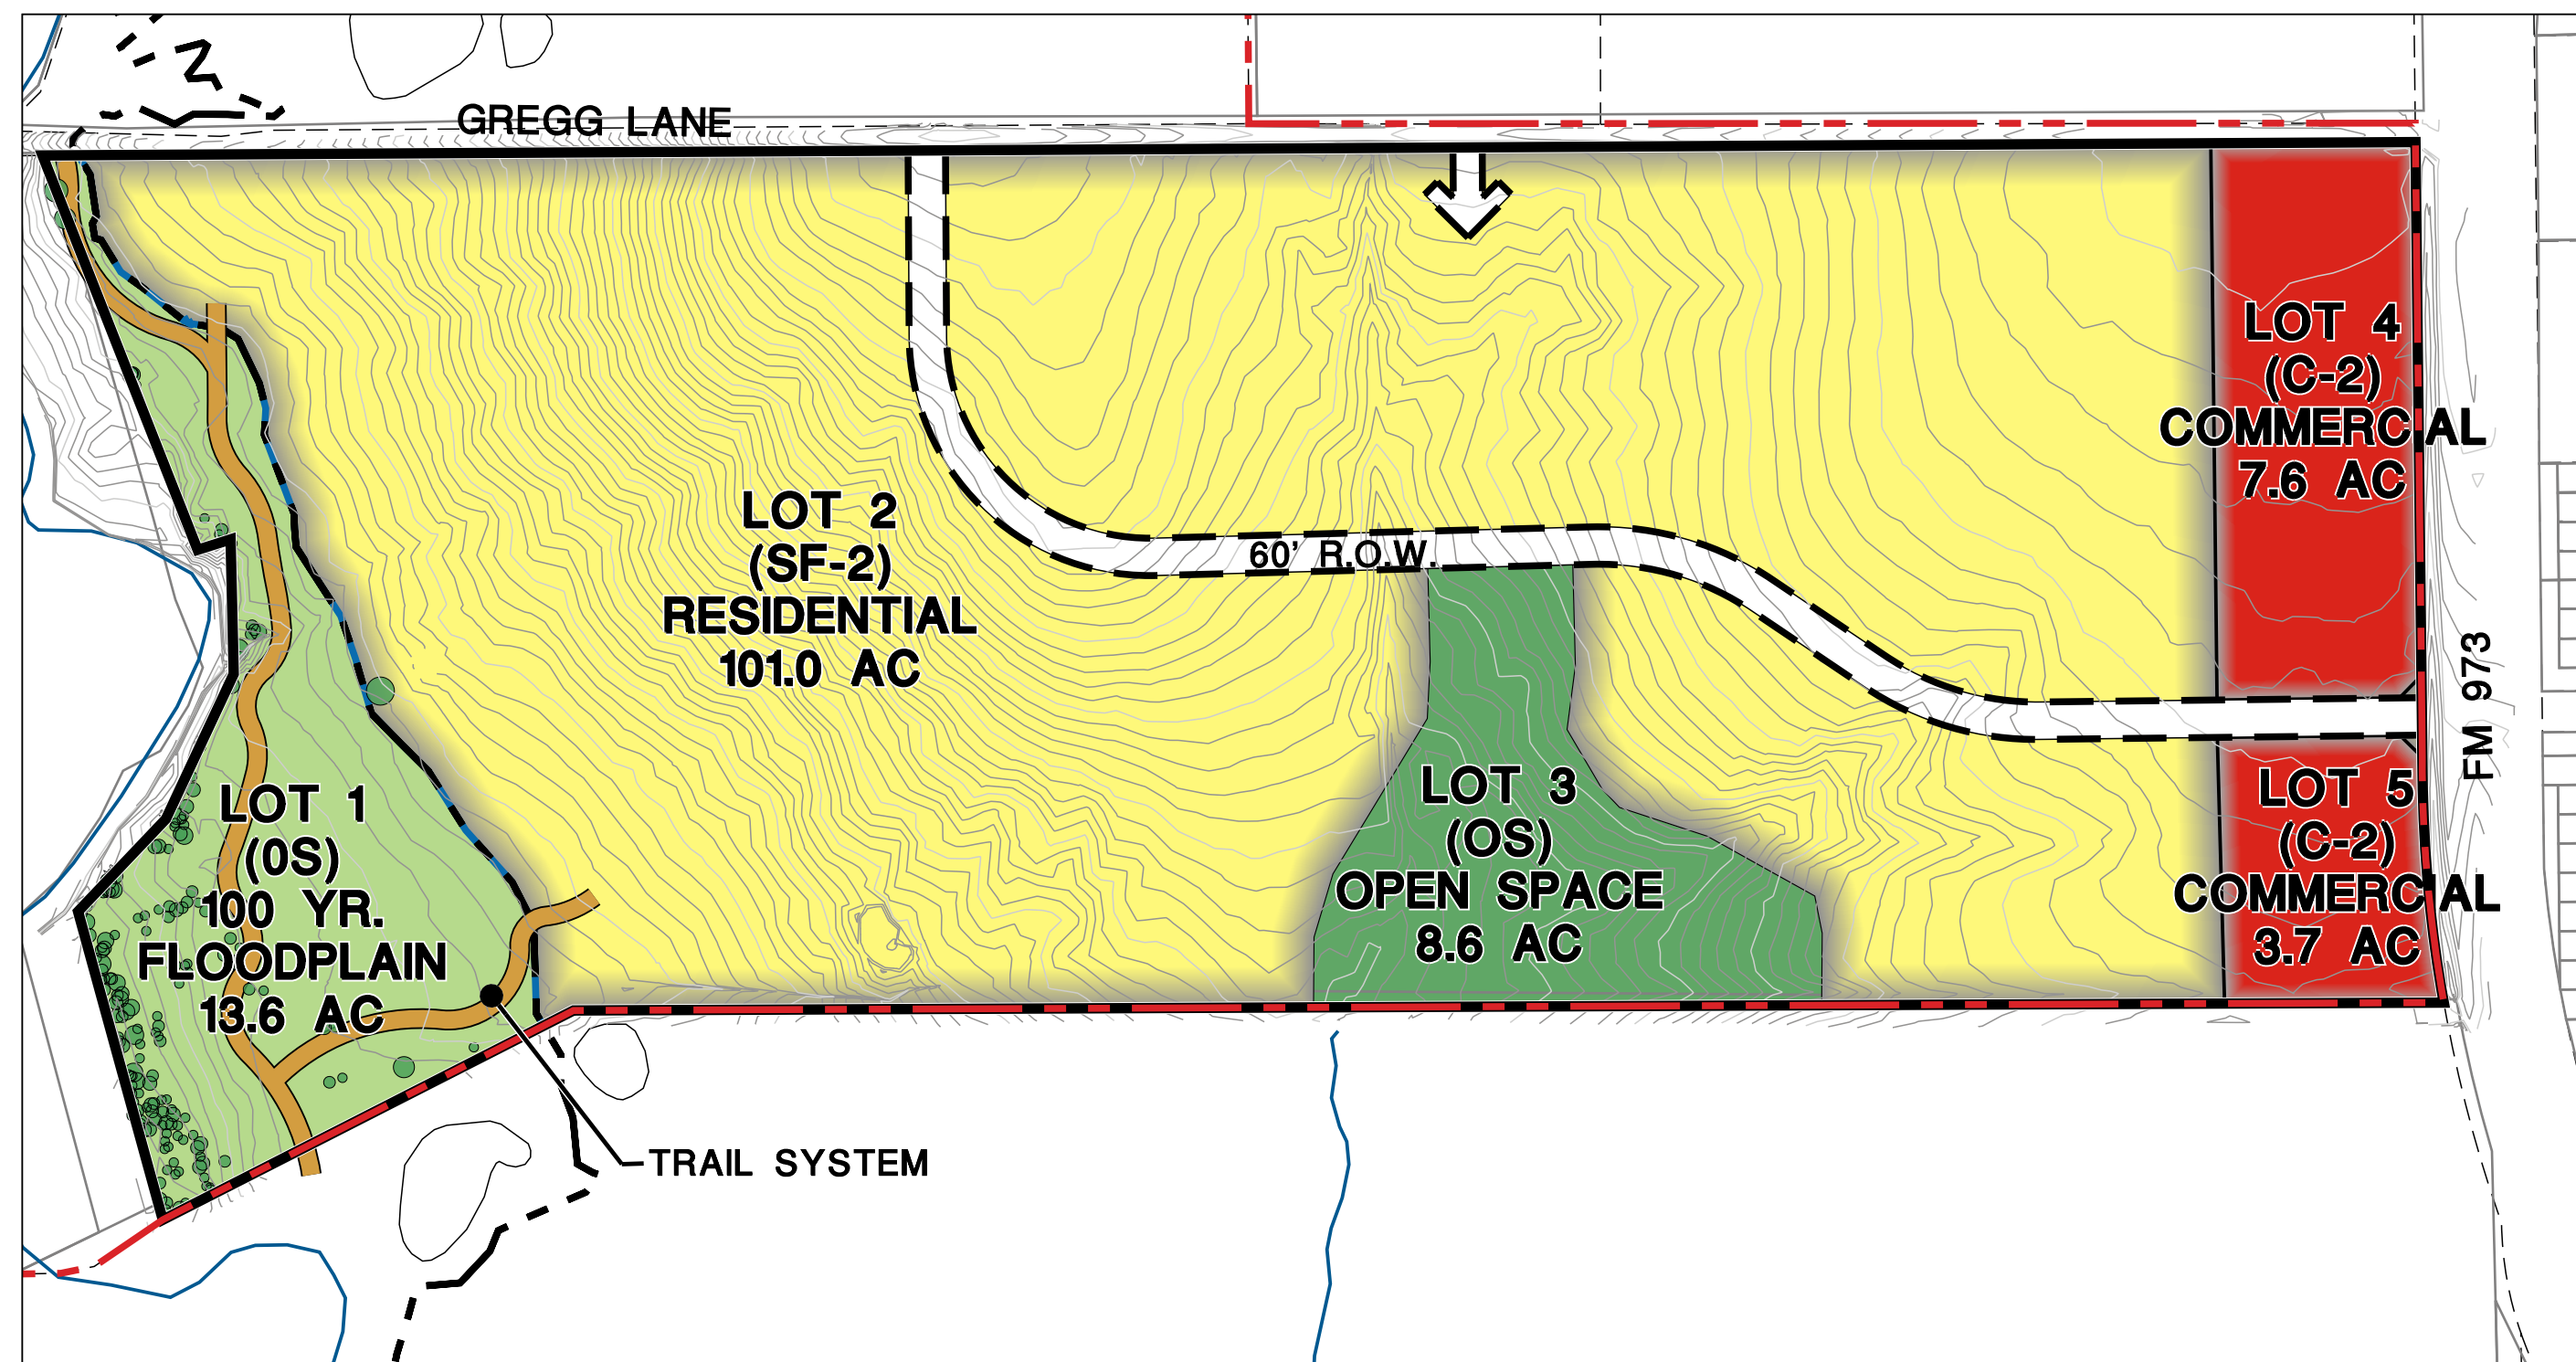 GREGG LANE
LOT 4
(C-2)
COMMERCIAL
7.6 AC
LOT 2
(SF-2)
RESIDENTIAL
101.0 AC
60' R.O.W.
FM 973
LOT 1
(0S)
100 YR.
FLOODPLAIN
13.6 AC
LOT 3
(OS)
OPEN SPACE
8.6 AC
LOT 5
(C-2)
COMMERCIAL
3.7 AC
TRAIL SYSTEM